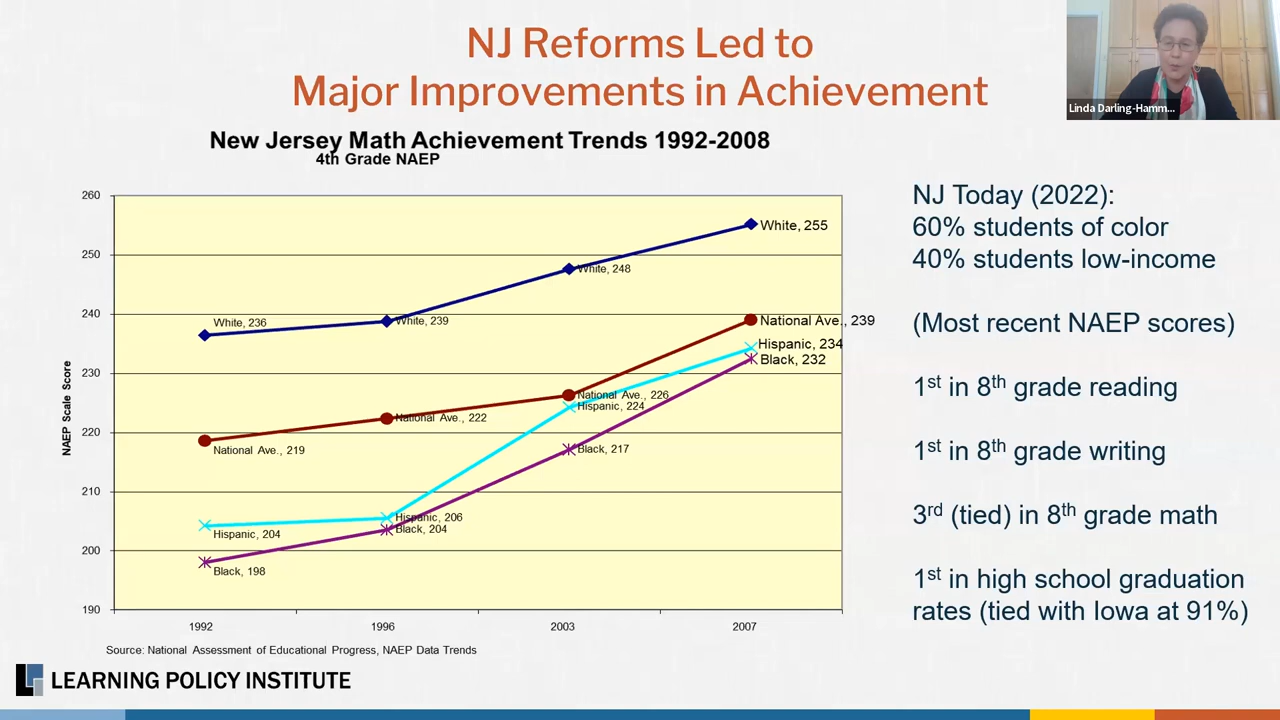 NJ Reforms Led to
Major Improvements in Achievement
Linda Darling-Hamm...
New Jersey Math Achievement Trends 1992-2008
4th Grade NAEP
NAEP Scale Score
260
250
240
230
220
210
200
190
White, 236
White, 239
White, 248
White, 255
National Ave., 219
National Ave., 222
National Ave., 226
National Ave., 239
Hispanic, 204
Hispanic, 206
Hispanic, 224
Hispanic, 234
Black, 198
Black, 204
Black, 217
Black, 232
1992
1996
2003
2007
Source: National Assessment of Educational Progress, NAEP Data Trends
NJ Today (2022):
60% students of color
40% students low-income
(Most recent NAEP scores)
1st in 8th grade reading
1st in 8th grade writing
3rd (tied) in 8th grade math
1st in high school graduation
rates (tied with Iowa at 91%)
LEARNING POLICY INSTITUTE